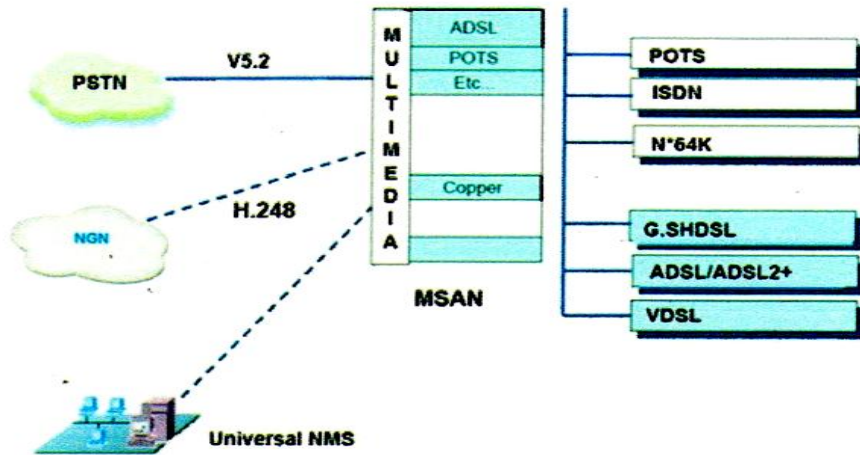 PSTN
V5.2
NGN
H.248
Universal NMS
MULTIMEDIA
ADSL
POTS
Etc...
Copper
MSAN
POTS
ISDN
N*64K
G.SHDSL
ADSL/ADSL2+
VDSL